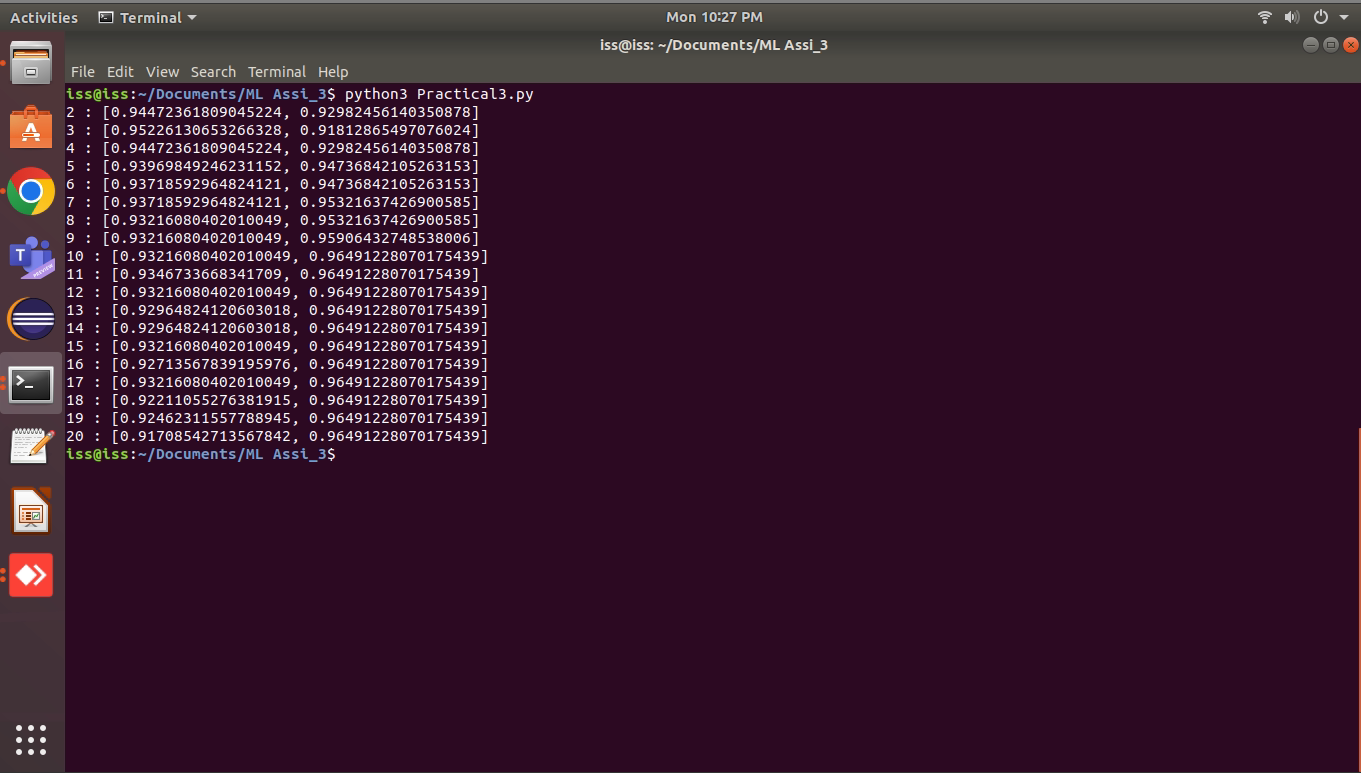 Activities Terminal Mon 10:27 PM
iss@iss: ~/Documents/ML Assi_3
File Edit View Search Terminal Help
iss@iss:~/Documents/ML Assi_3$ python3 Practical3.py
2 : [0.94472361809045224, 0.92982456140350878]
3 : [0.95226130653266328, 0.91812865497076024]
4 : [0.94472361809045224, 0.92982456140350878]
5 : [0.93969849246231152, 0.94736842105263153]
6 : [0.93718592964824121, 0.94736842105263153]
7 : [0.93718592964824121, 0.95321637426900585]
8 : [0.93216080402010049, 0.95321637426900585]
9 : [0.93216080402010049, 0.95906432748538006]
10 : [0.93216080402010049, 0.96491228070175439]
11 : [0.9346733668341709, 0.96491228070175439]
12 : [0.93216080402010049, 0.96491228070175439]
13 : [0.92964824120603018, 0.96491228070175439]
14 : [0.92964824120603018, 0.96491228070175439]
15 : [0.93216080402010049, 0.96491228070175439]
16 : [0.92713567839195976, 0.96491228070175439]
17 : [0.93216080402010049, 0.96491228070175439]
18 : [0.92211055276381915, 0.96491228070175439]
19 : [0.92462311557788945, 0.96491228070175439]
20 : [0.91708542713567842, 0.96491228070175439]
iss@iss:~/Documents/ML Assi_3$